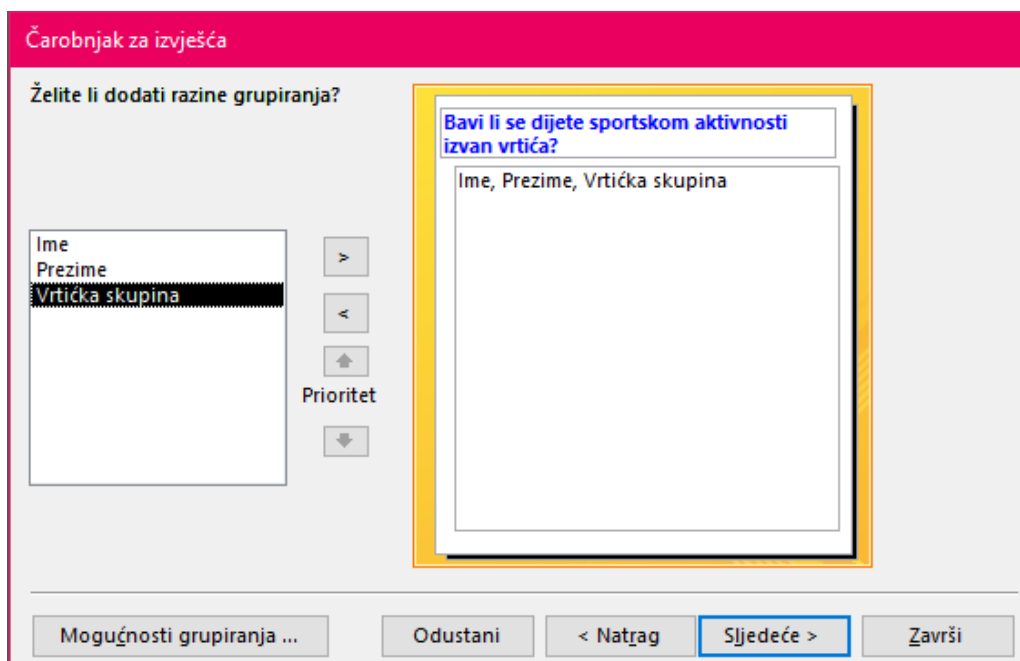 Čarobnjak za izvješća
Želite li dodati razine grupiranja?
Bavi li se dijete sportskom aktivnosti
izvan vrtića?
Ime, Prezime, Vrtićka skupina
Ime
Prezime
Vrtićka skupina
>
<
Prioritet
Mogućnosti grupiranja ...
Odustani
< Natrag
Sljedeće >
Završi